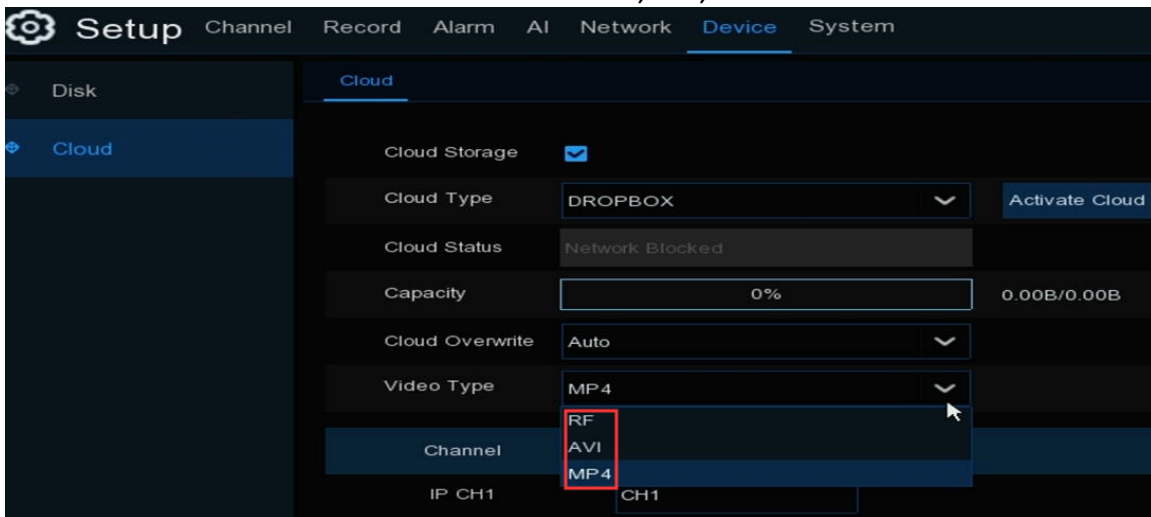 Setup Channel Record Alarm AI Network Device System
Disk
Cloud
Cloud
Cloud Storage
Cloud Type DROPBOX Activate Cloud
Cloud Status Network Blocked
Capacity 0% 0.00B/0.00B
Cloud Overwrite Auto
Video Type MP4
RF
AVI
MP4
Channel
IP CH1 CH1